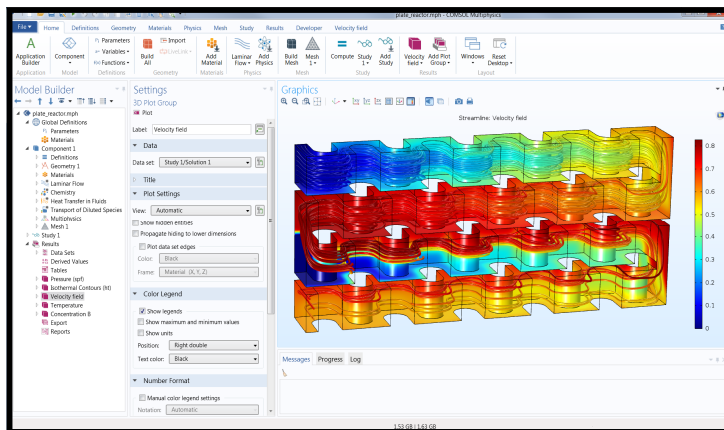 plate_reactor.mph - COMSOL Multiphysics
File Home Definitions Geometry Materials Physics Mesh Study Results Developer Velocity field
Application Builder
Component
Parameters
Variables
Functions
Build All
Import
LiveLink
Add Material
Laminar Flow
Add Physics
Build Mesh
Mesh 1
Compute
Study 1
Add Study
Velocity field
Add Plot Group
Windows
Reset Desktop
Application Model Definitions Geometry Materials Physics Mesh Study Results Layout
Model Builder
plate_reactor.mph
Global Definitions
Parameters
Materials
Component 1
Definitions
Geometry 1
Materials
Laminar Flow
Chemistry
Heat Transfer in Fluids
Transport of Diluted Species
Multiphysics
Mesh 1
Study 1
Results
Data Sets
Derived Values
Tables
Pressure (spf)
Isothermal Contours (ht)
Velocity field
Temperature
Concentration B
Export
Reports
Settings
3D Plot Group
Plot
Label: Velocity field
Data
Data set: Study 1/Solution 1
Title
Plot Settings
View: Automatic
Show hidden entities
Propagate hiding to lower dimensions
Plot data set edges
Color: Black
Frame: Material (X, Y, Z)
Color Legend
Show legends
Show maximum and minimum values
Show units
Position: Right double
Text color: Black
Number Format
Manual color legend settings
Notation: Automatic
Graphics
Streamline: Velocity field
0.8
0.7
0.6
0.5
0.4
0.3
0.2
0.1
0
Messages Progress Log
1.53 GB | 1.63 GB